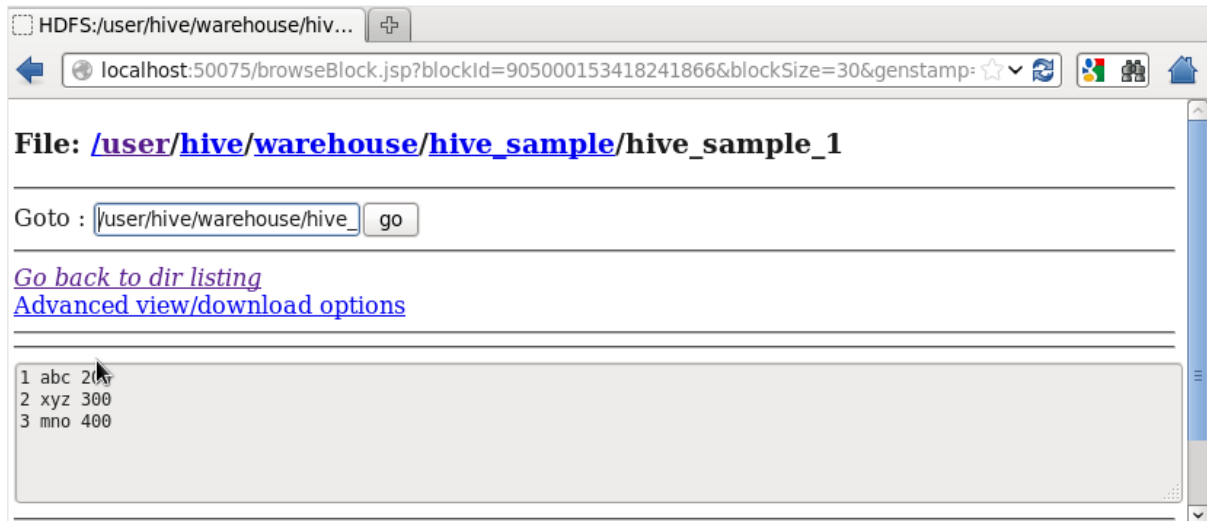 HDFS:/user/hive/warehouse/hiv...
localhost:50075/browseBlock.jsp?blockId=905000153418241866&blockSize=30&genstamp=
File: /user/hive/warehouse/hive_sample/hive_sample_1
Goto : /user/hive/warehouse/hive_ go
Go back to dir listing
Advanced view/download options
1 abc
2 xyz 300
3 mno 400